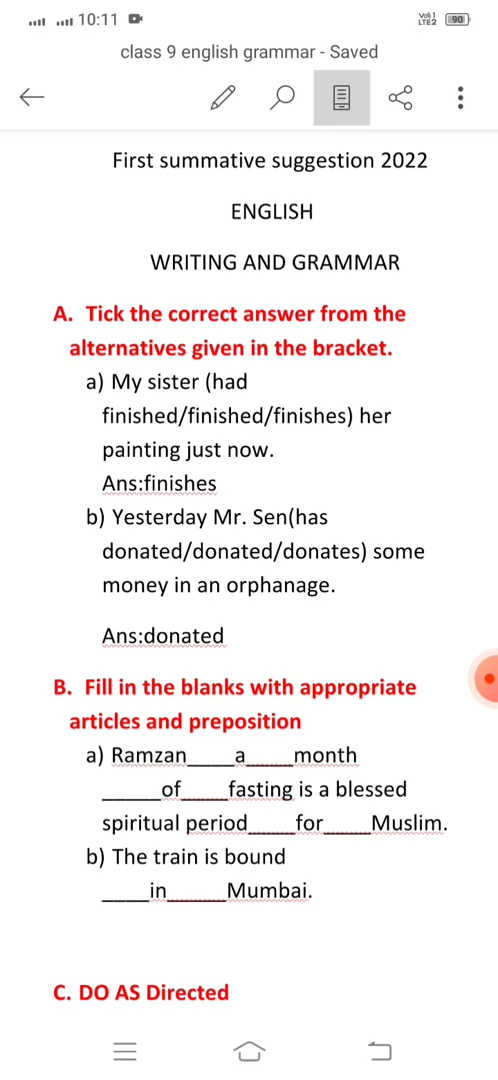 10:11
Vo) 1
LTE2
90
class 9 english grammar - Saved
First summative suggestion 2022
ENGLISH
WRITING AND GRAMMAR
A. Tick the correct answer from the
alternatives given in the bracket.
a) My sister (had
finished/finished/finishes) her
painting just now.
Ans:finishes
b) Yesterday Mr. Sen(has
donated/donated/donates) some
money in an orphanage.
Ans:donated
B. Fill in the blanks with appropriate
articles and preposition
a) Ramzan_____a_____month
______of_____fasting is a blessed
spiritual period_____for_____Muslim.
b) The train is bound
_____in______Mumbai.
C. DO AS Directed